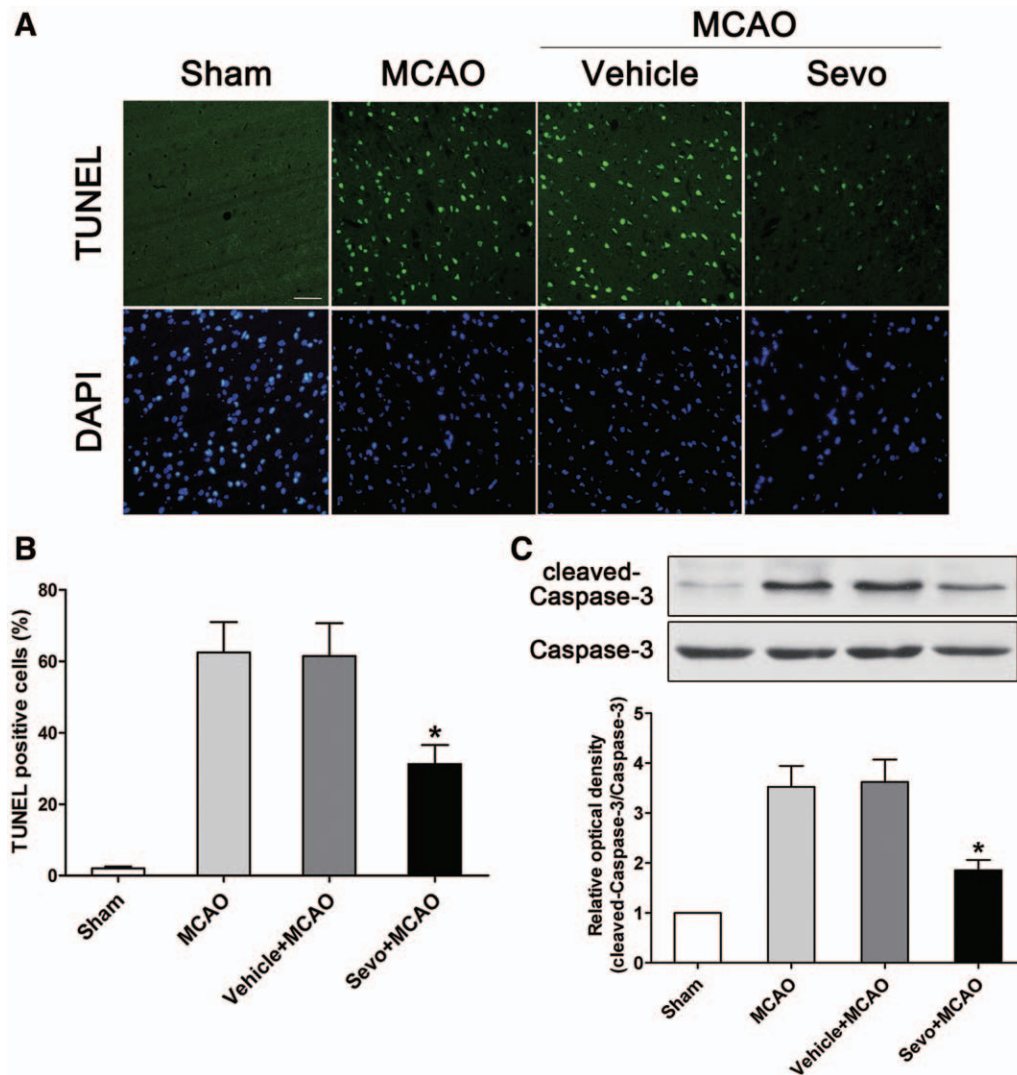 A
MCAO
Sham
MCAO
Vehicle
Sevo
TUNEL
DAPI
B
TUNEL positive cells (%)
80
60
40
20
0
*
Sham
MCAO
Vehicle+MCAO
Sevo+MCAO
C
cleaved-
Caspase-3
Caspase-3
Relative optical density
(cleaved-Caspase-3/Caspase-3)
5
4
3
2
1
0
*
Sham
MCAO
Vehicle+MCAO
Sevo+MCAO